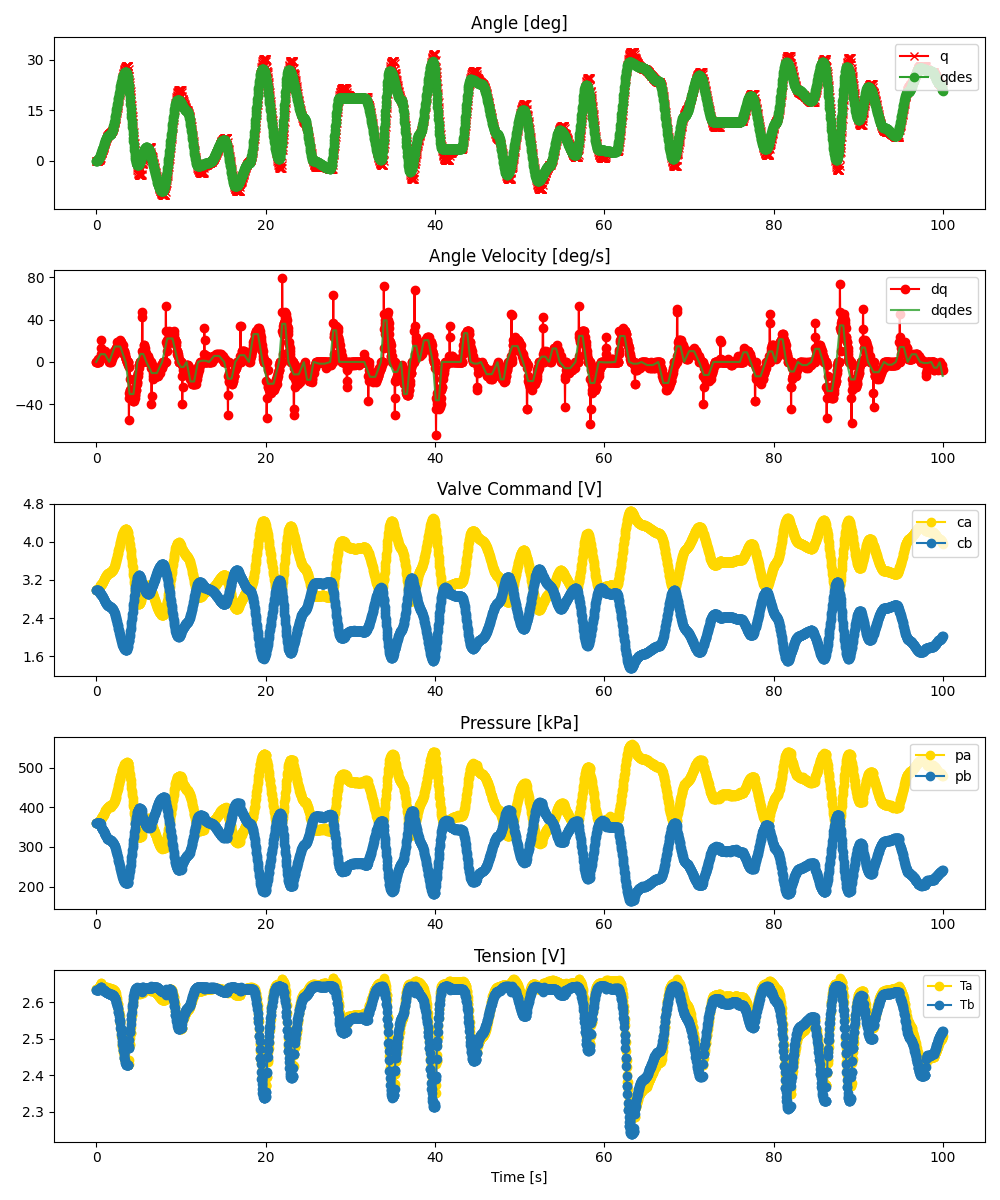 Angle [deg]
30
15
0
q
qdes
0 20 40 60 80 100
Angle Velocity [deg/s]
80
40
0
−40
dq
dqdes
0 20 40 60 80 100
Valve Command [V]
4.8
4.0
3.2
2.4
1.6
ca
cb
0 20 40 60 80 100
Pressure [kPa]
500
400
300
200
pa
pb
0 20 40 60 80 100
Tension [V]
2.6
2.5
2.4
2.3
Ta
Tb
0 20 40 60 80 100
Time [s]